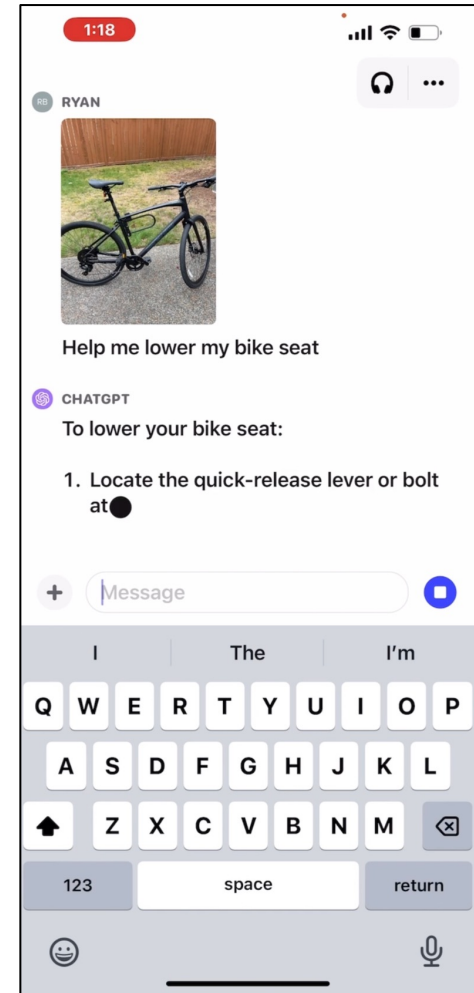 1:18
RB RYAN
Help me lower my bike seat
CHATGPT
To lower your bike seat:
1. Locate the quick-release lever or bolt
at
Message
I The I'm
Q W E R T Y U I O P
A S D F G H J K L
Z X C V B N M
123 space return